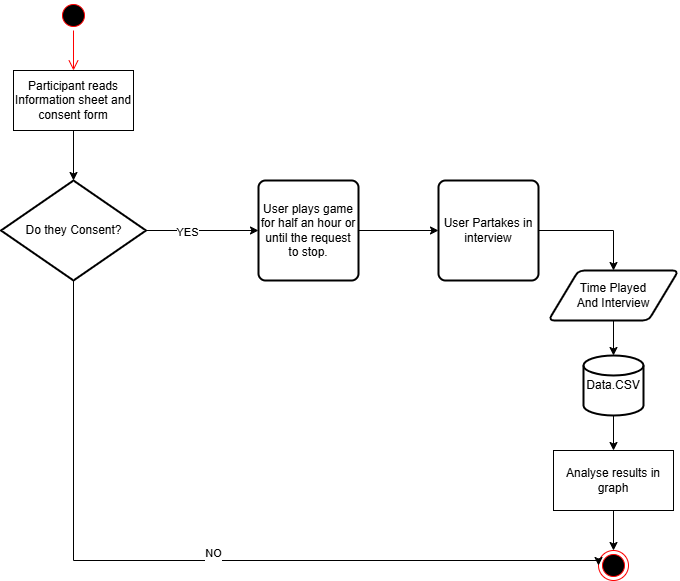 Participant reads
Information sheet and
consent form
Do they Consent?
YES
User plays game
for half an hour or
until the request
to stop.
User Partakes in
interview
Time Played
And Interview
Data.CSV
Analyse results in
graph
NO